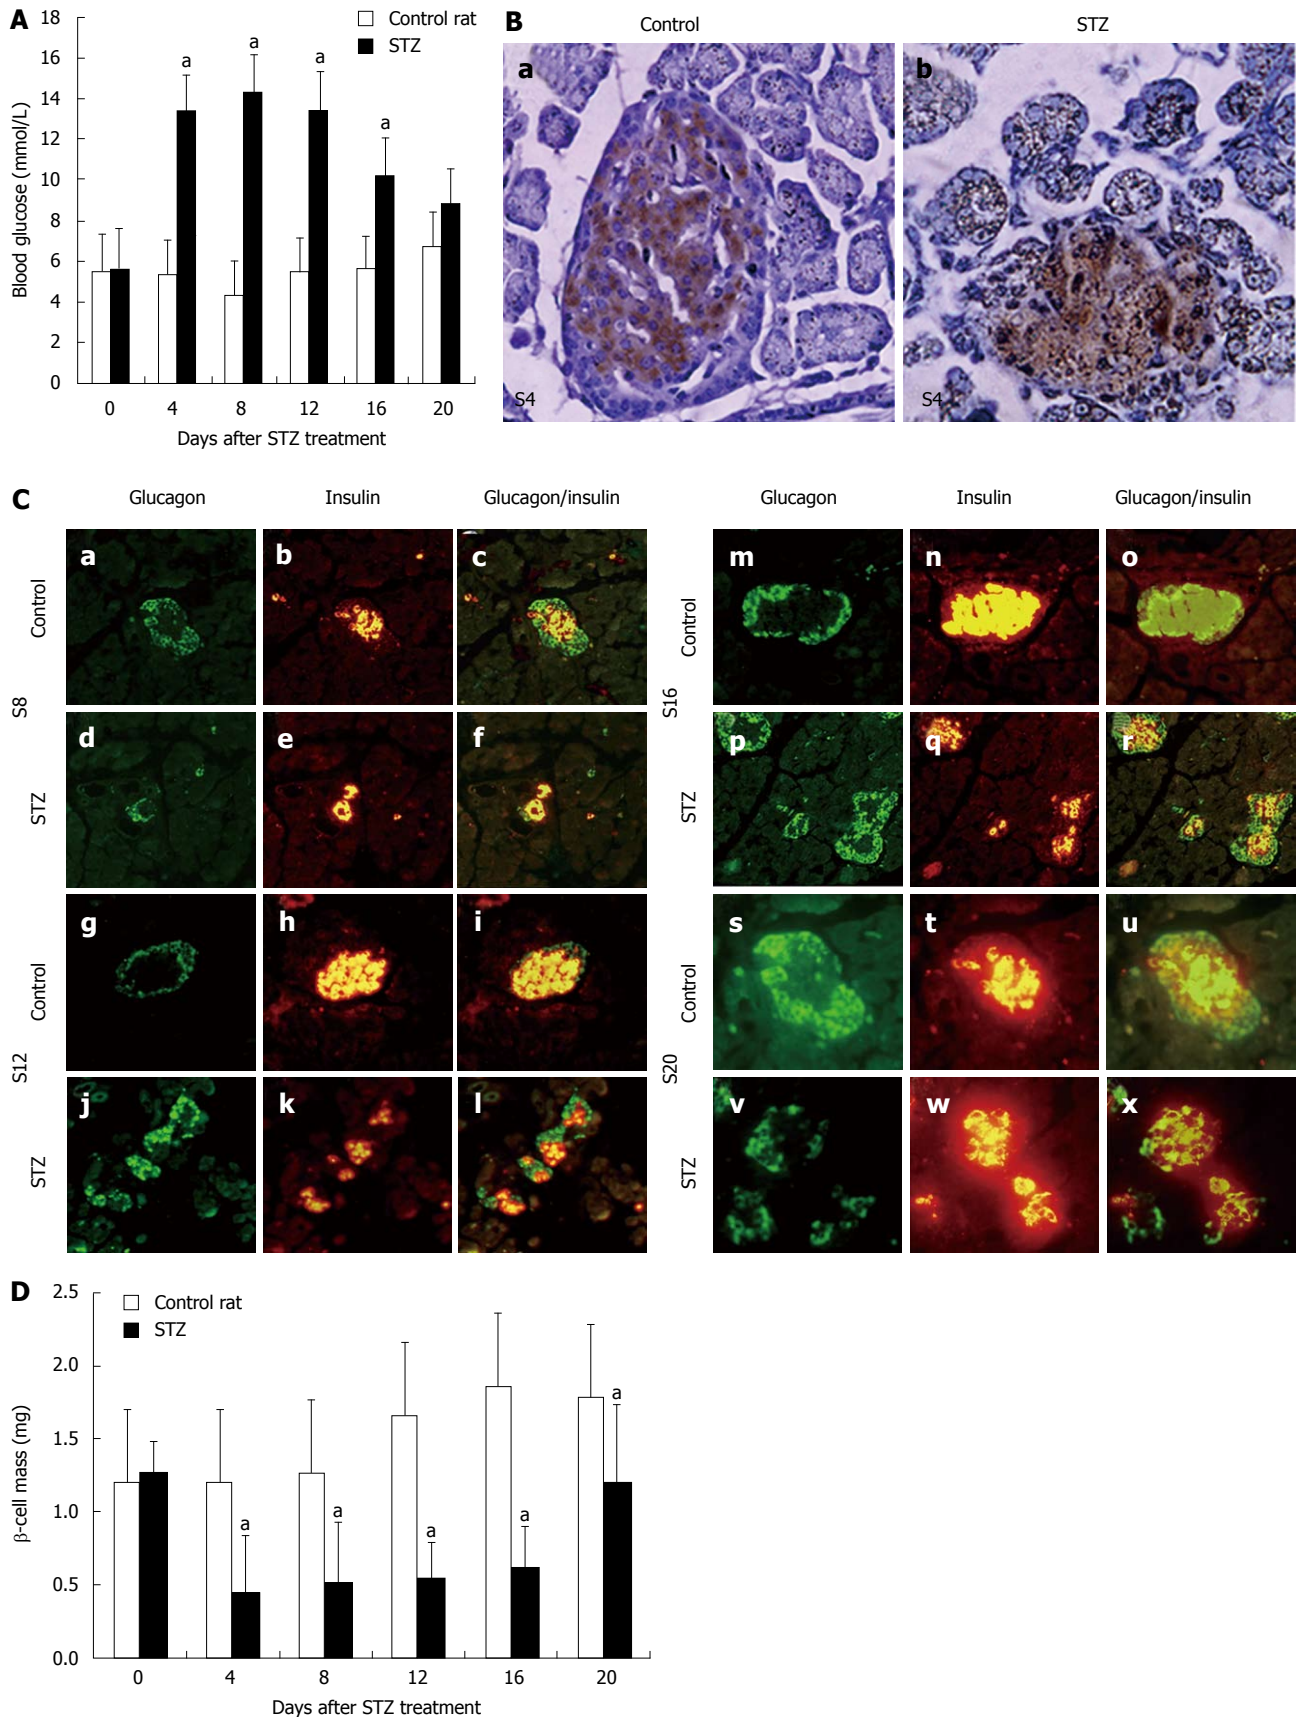 A
Control rat
STZ
Blood glucose (mmol/L)
18
16
14
12
10
8
6
4
2
0
a
a
a
a
0 4 8 12 16 20
Days after STZ treatment
B
Control STZ
a b
S4 S4
C
Glucagon Insulin Glucagon/insulin
S8
Control
a b c
STZ
d e f
S12
Control
g h i
STZ
j k l
Glucagon Insulin Glucagon/insulin
S16
Control
m n o
STZ
p q r
S20
Control
s t u
STZ
v w x
D
Control rat
STZ
β-cell mass (mg)
2.5
2.0
1.5
1.0
0.5
0.0
a
a
a
a
a
0 4 8 12 16 20
Days after STZ treatment